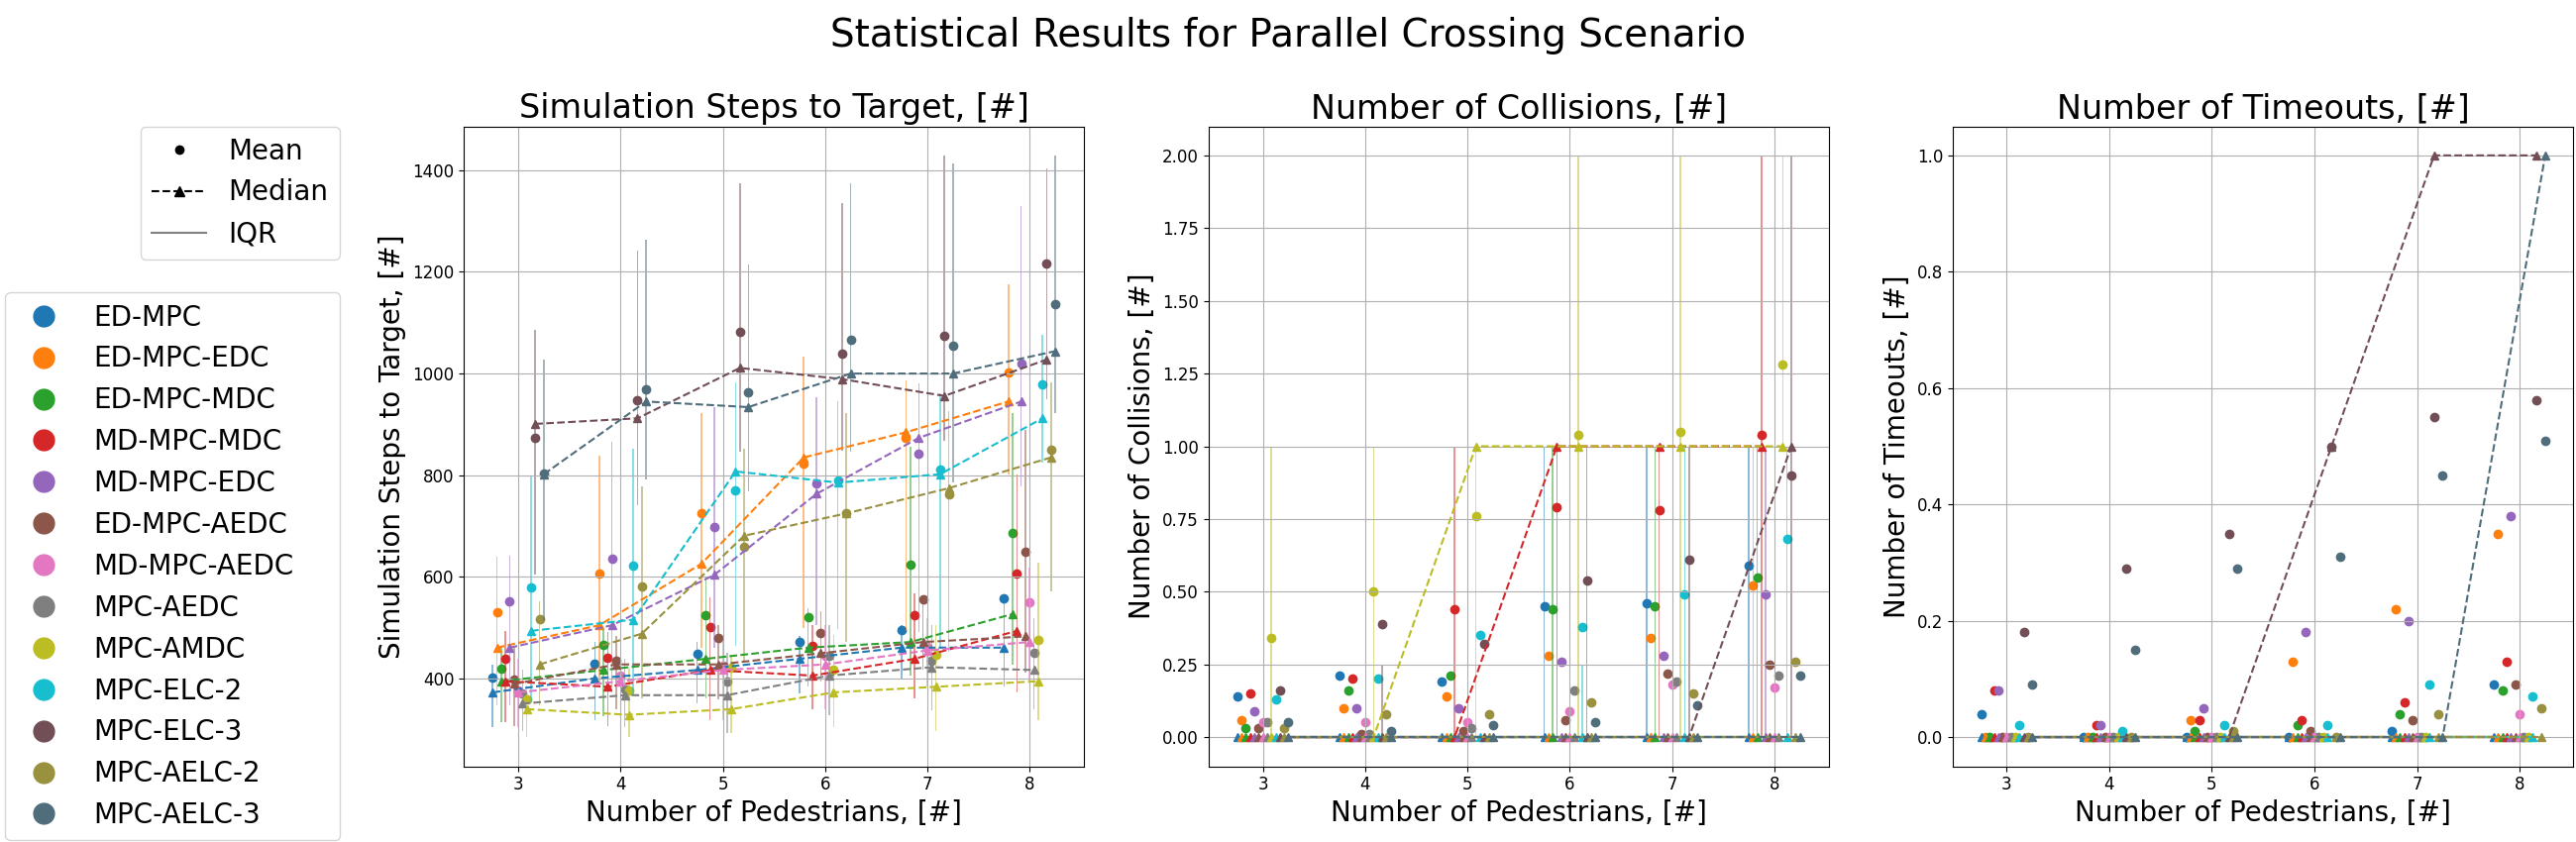 Statistical Results for Parallel Crossing Scenario
Mean
Median
IQR
ED-MPC
ED-MPC-EDC
ED-MPC-MDC
MD-MPC-MDC
MD-MPC-EDC
ED-MPC-AEDC
MD-MPC-AEDC
MPC-AEDC
MPC-AMDC
MPC-ELC-2
MPC-ELC-3
MPC-AELC-2
MPC-AELC-3
Simulation Steps to Target, [#]
Simulation Steps to Target, [#]
1400
1200
1000
800
600
400
3 4 5 6 7 8
Number of Pedestrians, [#]
Number of Collisions, [#]
Number of Collisions, [#]
2.00
1.75
1.50
1.25
1.00
0.75
0.50
0.25
0.00
3 4 5 6 7 8
Number of Pedestrians, [#]
Number of Timeouts, [#]
Number of Timeouts, [#]
1.0
0.8
0.6
0.4
0.2
0.0
3 4 5 6 7 8
Number of Pedestrians, [#]